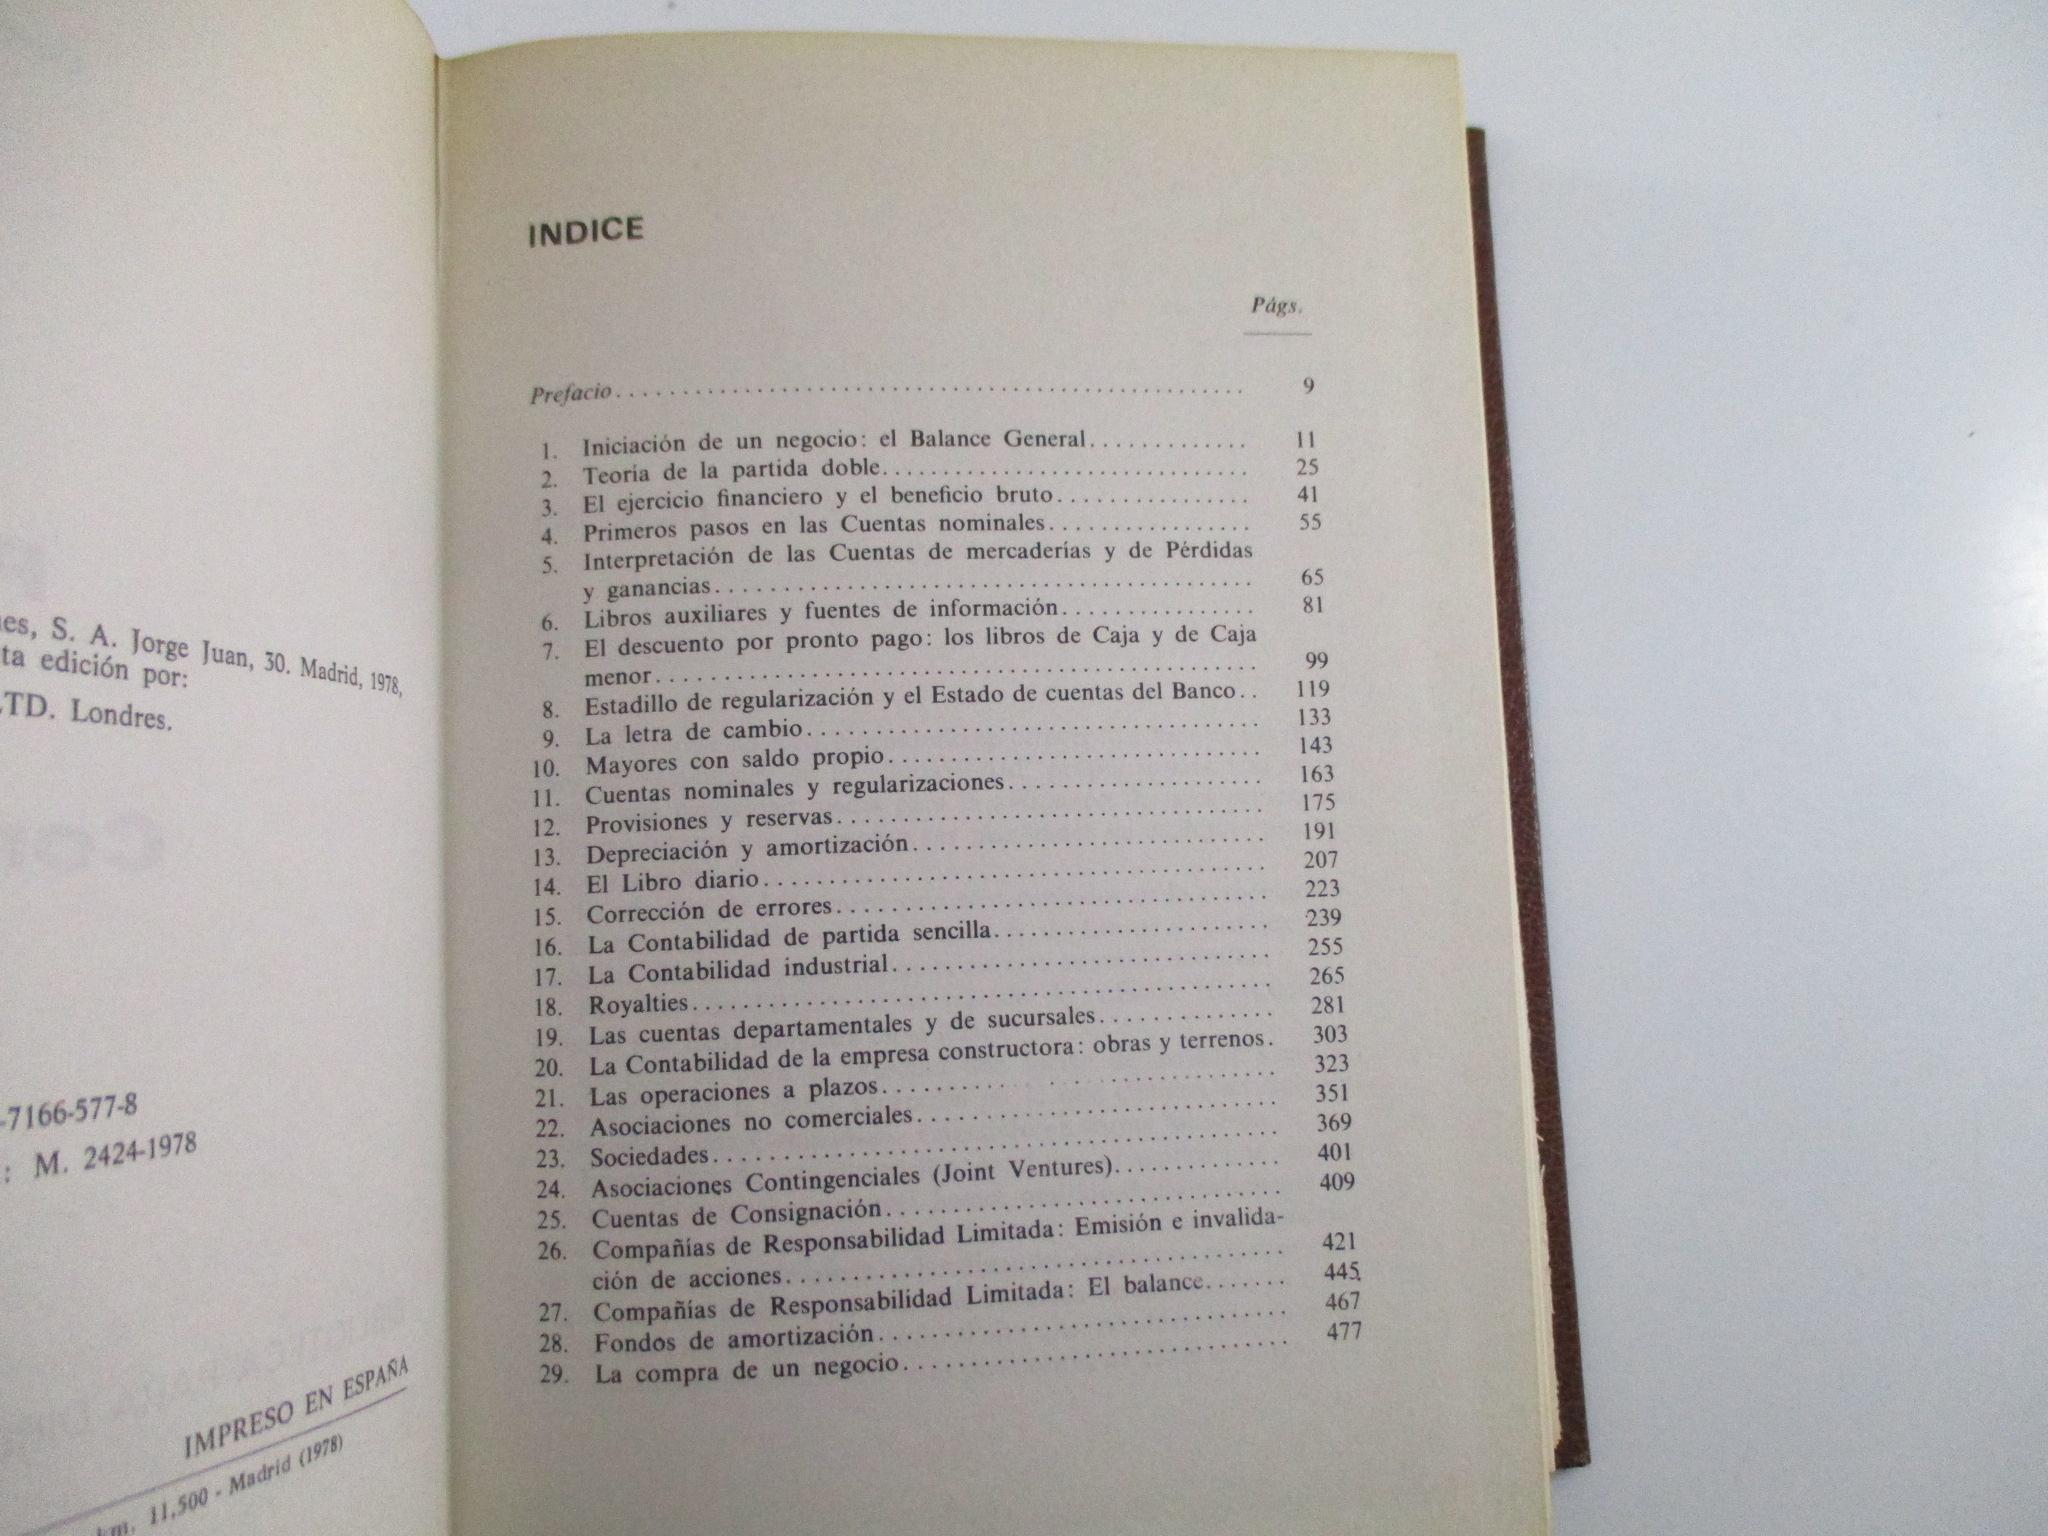 S. A. Jorge Juan, 30. Madrid, 1978,
ta edición por:
LTD. Londres.
-7166-577-8
: M. 2424-1978
IMPRESO EN ESPAÑA
km. 11,500 - Madrid (1978)
INDICE
Págs.
Prefacio 9
1. Iniciación de un negocio: el Balance General 11
2. Teoría de la partida doble 25
3. El ejercicio financiero y el beneficio bruto 41
4. Primeros pasos en las Cuentas nominales 55
5. Interpretación de las Cuentas de mercaderías y de Pérdidas
y ganancias 65
6. Libros auxiliares y fuentes de información 81
7. El descuento por pronto pago: los libros de Caja y de Caja
menor 99
8. Estadillo de regularización y el Estado de cuentas del Banco 119
9. La letra de cambio 133
10. Mayores con saldo propio 143
11. Cuentas nominales y regularizaciones 163
12. Provisiones y reservas 175
13. Depreciación y amortización 191
14. El Libro diario 207
15. Corrección de errores 223
16. La Contabilidad de partida sencilla 239
17. La Contabilidad industrial 255
18. Royalties 265
19. Las cuentas departamentales y de sucursales 281
20. La Contabilidad de la empresa constructora: obras y terrenos 303
21. Las operaciones a plazos 323
22. Asociaciones no comerciales 351
23. Sociedades 369
24. Asociaciones Contingenciales (Joint Ventures) 401
25. Cuentas de Consignación 409
26. Compañías de Responsabilidad Limitada: Emisión e invalida-
ción de acciones 421
27. Compañías de Responsabilidad Limitada: El balance 445
28. Fondos de amortización 467
29. La compra de un negocio 477